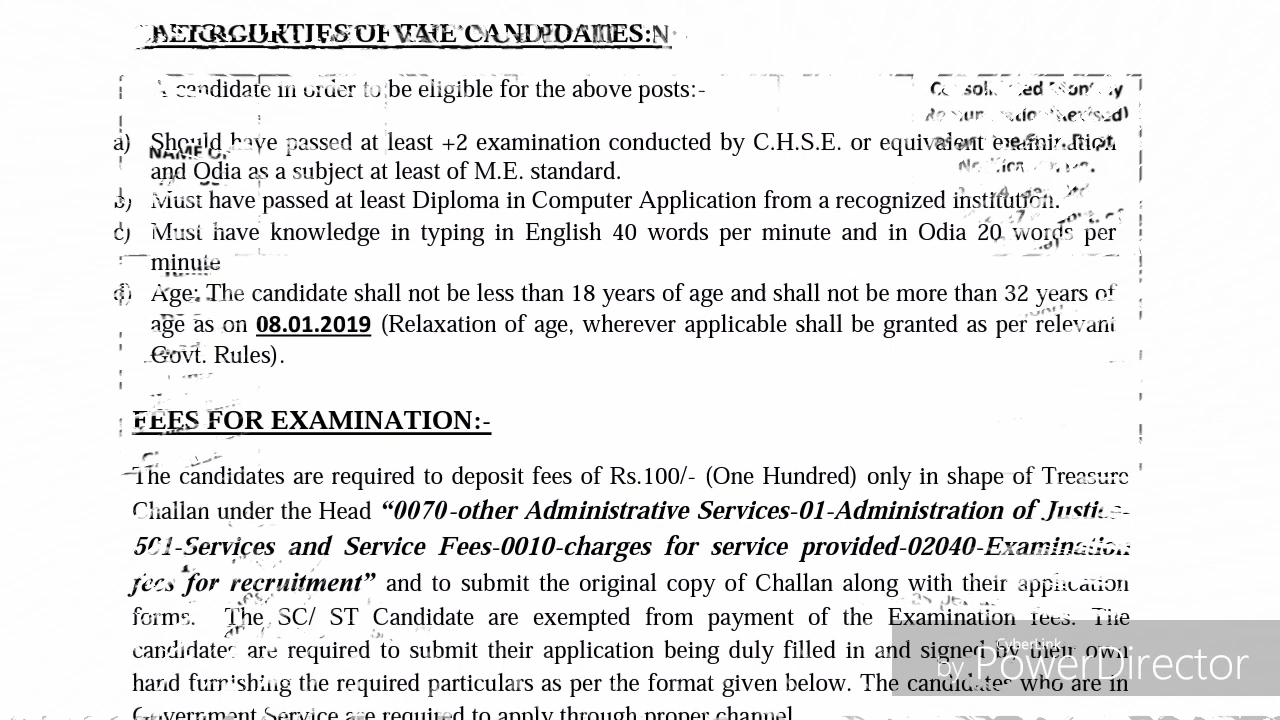 candidate in order to be eligible for the above posts:-
a) Should have passed at least +2 examination conducted by C.H.S.E. or equivalent examination
and Odia as a subject at least of M.E. standard.
b) Must have passed at least Diploma in Computer Application from a recognized institution.
c) Must have knowledge in typing in English 40 words per minute and in Odia 20 words per
minute
d) Age: The candidate shall not be less than 18 years of age and shall not be more than 32 years of
age as on 08.01.2019 (Relaxation of age, wherever applicable shall be granted as per relevant
Govt. Rules).
FEES FOR EXAMINATION:-
The candidates are required to deposit fees of Rs.100/- (One Hundred) only in shape of Treasure
Challan under the Head “0070-other Administrative Services-01-Administration of Justice-
501-Services and Service Fees-0010-charges for service provided-02040-Examination
fees for recruitment” and to submit the original copy of Challan along with their application
forms. The SC/ ST Candidate are exempted from payment of the Examination fees. The
candidates are required to submit their application being duly filled in and signed by their own
hand furnishing the required particulars as per the format given below. The candidates who are in
Government Service are required to apply through proper channel.
CyberLink
by PowerDirector